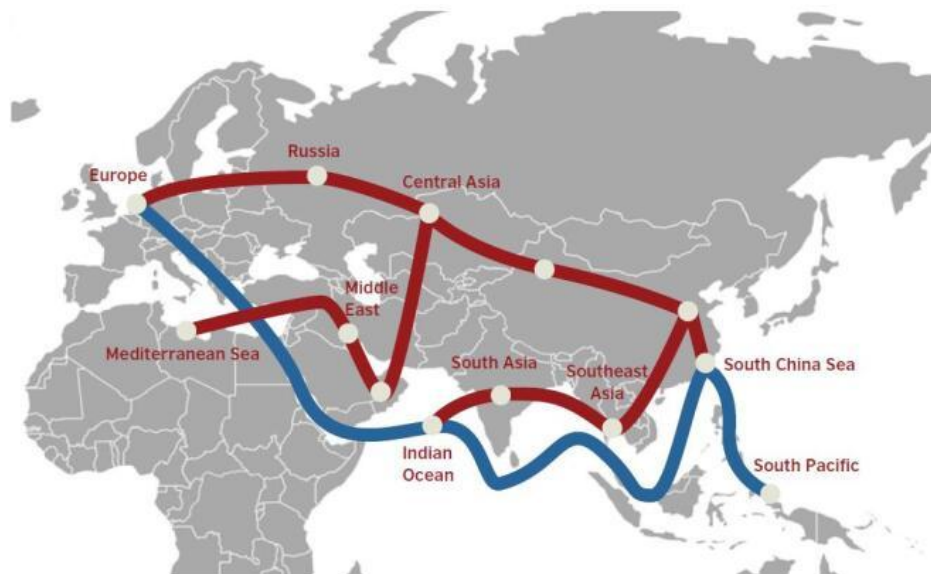 Russia
Europe
Central Asia
Middle
East
Mediterranean Sea
South Asia
Southeast
Asia
South China Sea
Indian
Ocean
South Pacific